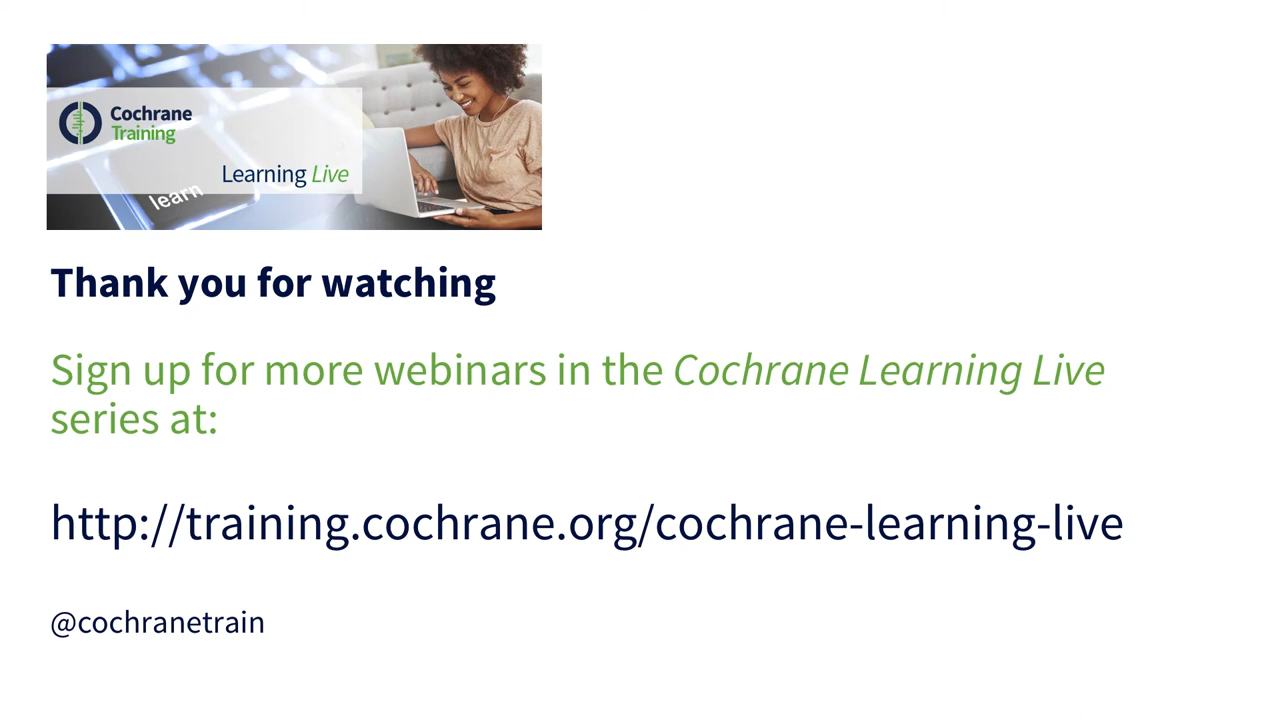 Cochrane
Training
Learning Live
learn
Thank you for watching
Sign up for more webinars in the Cochrane Learning Live
series at:
http://training.cochrane.org/cochrane-learning-live
@cochranetrain